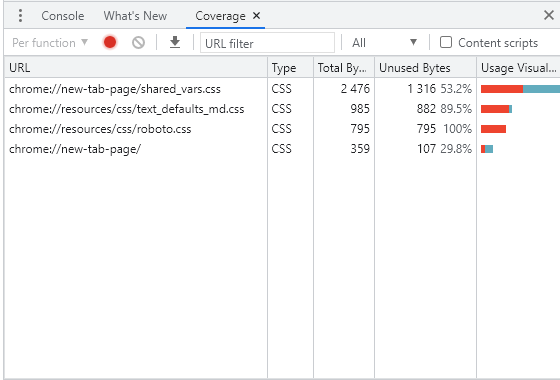 Console What's New Coverage ×
Per function ▼ URL filter All ▼ Content scripts
URL Type Total By... Unused Bytes Usage Visual...
chrome://new-tab-page/shared_vars.css CSS 2 476 1 316 53.2%
chrome://resources/css/text_defaults_md.css CSS 985 882 89.5%
chrome://resources/css/roboto.css CSS 795 795 100%
chrome://new-tab-page/ CSS 359 107 29.8%